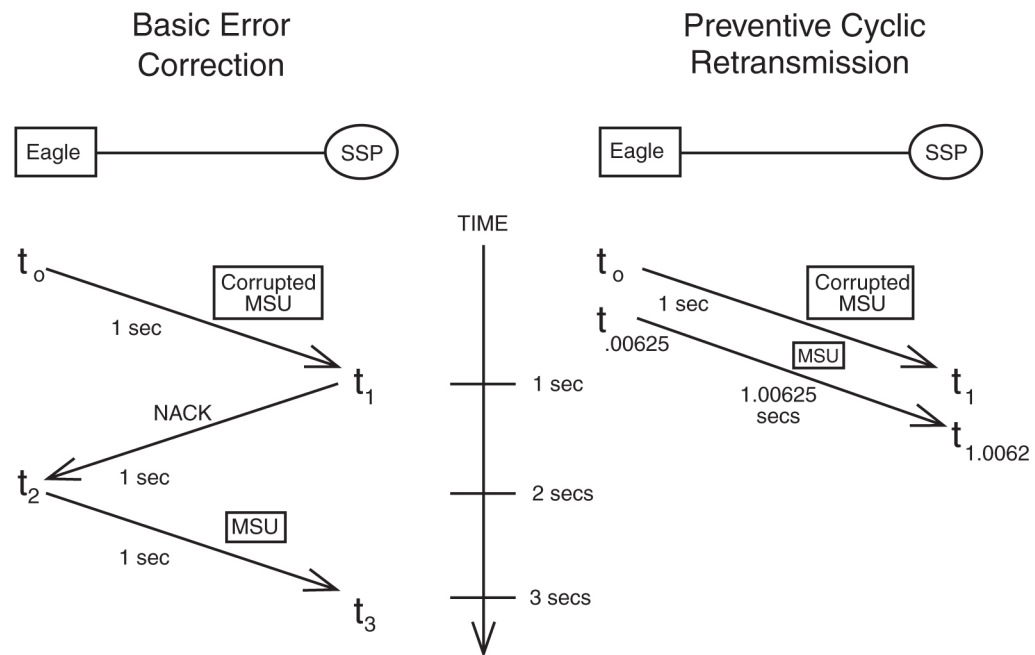 Basic Error
Correction
Preventive Cyclic
Retransmission
Eagle
SSP
Eagle
SSP
TIME
t o
Corrupted
MSU
1 sec
t 1
NACK
1 sec
t 2
MSU
1 sec
t 3
1 sec
2 secs
3 secs
t o
Corrupted
MSU
1 sec
t .00625
MSU
1.00625
secs
t 1
t 1.0062